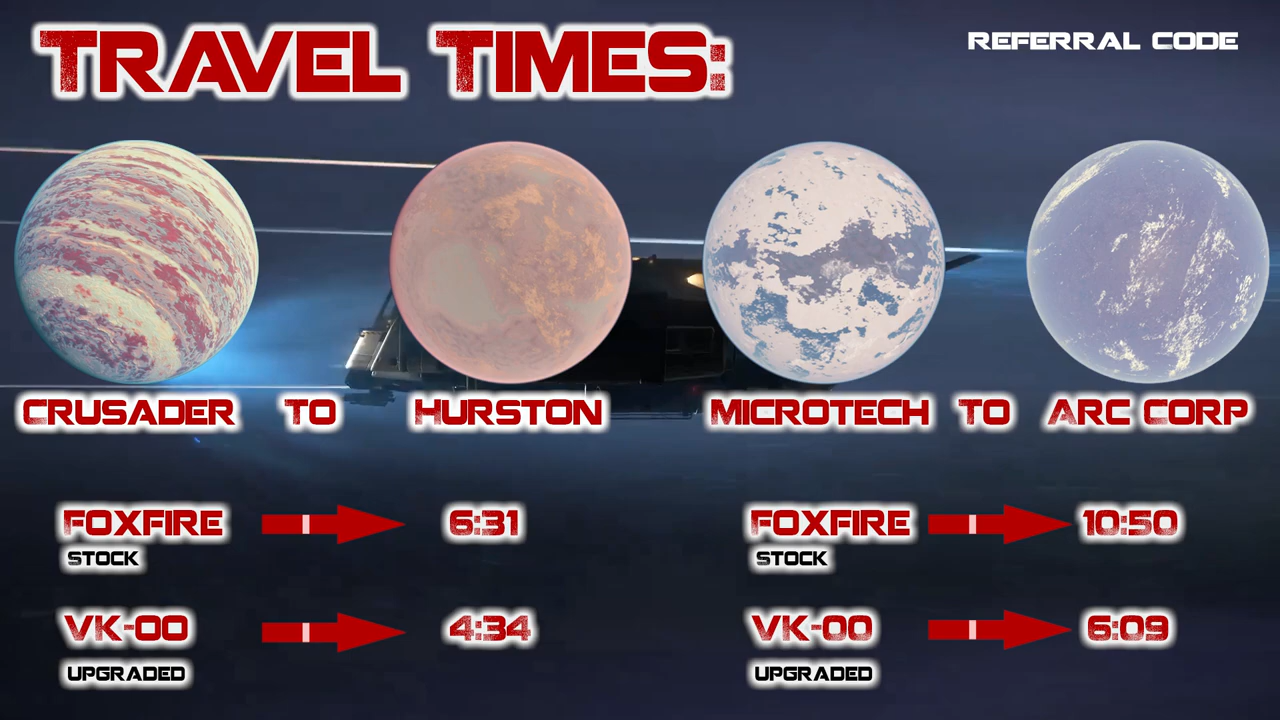 TRAVEL TIMES:
REFERRAL CODE
CRUSADER TO HURSTON
MICROTECH TO ARC CORP
FOXFIRE 6:31
STOCK
VK-00 4:34
UPGRADED
FOXFIRE 10:50
STOCK
VK-00 6:09
UPGRADED